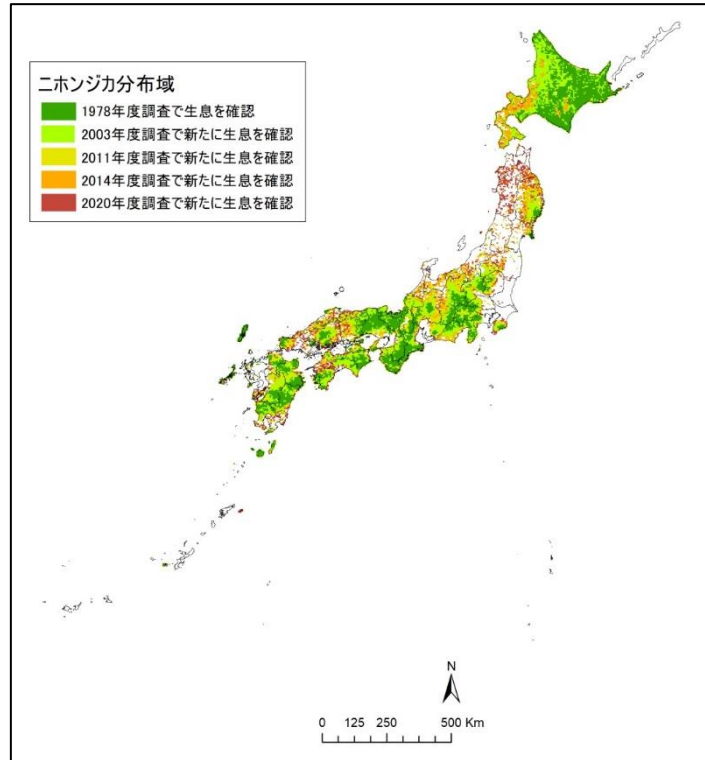 ニホンジカ分布域
1978年度調査で生息を確認
2003年度調査で新たに生息を確認
2011年度調査で新たに生息を確認
2014年度調査で新たに生息を確認
2020年度調査で新たに生息を確認
N
0 125 250 500 Km